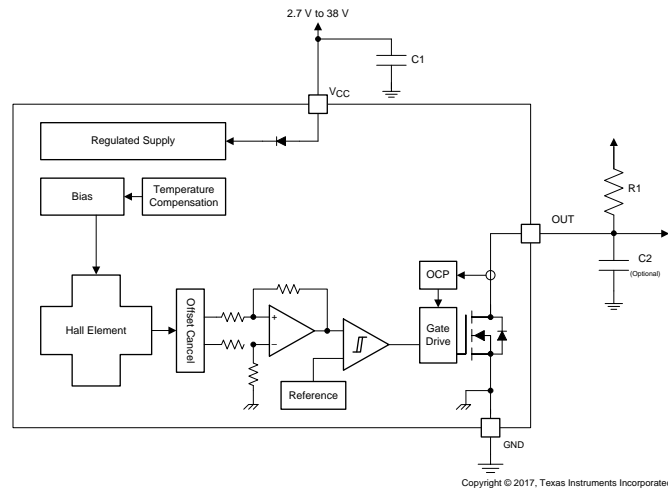 2.7 V to 38 V
C1
VCC
Regulated Supply
Bias
Temperature
Compensation
R1
OUT
C2
(Optional)
OCP
Hall Element
Offset Cancel
+
–
Gate
Drive
Reference
GND
Copyright © 2017, Texas Instruments Incorporated